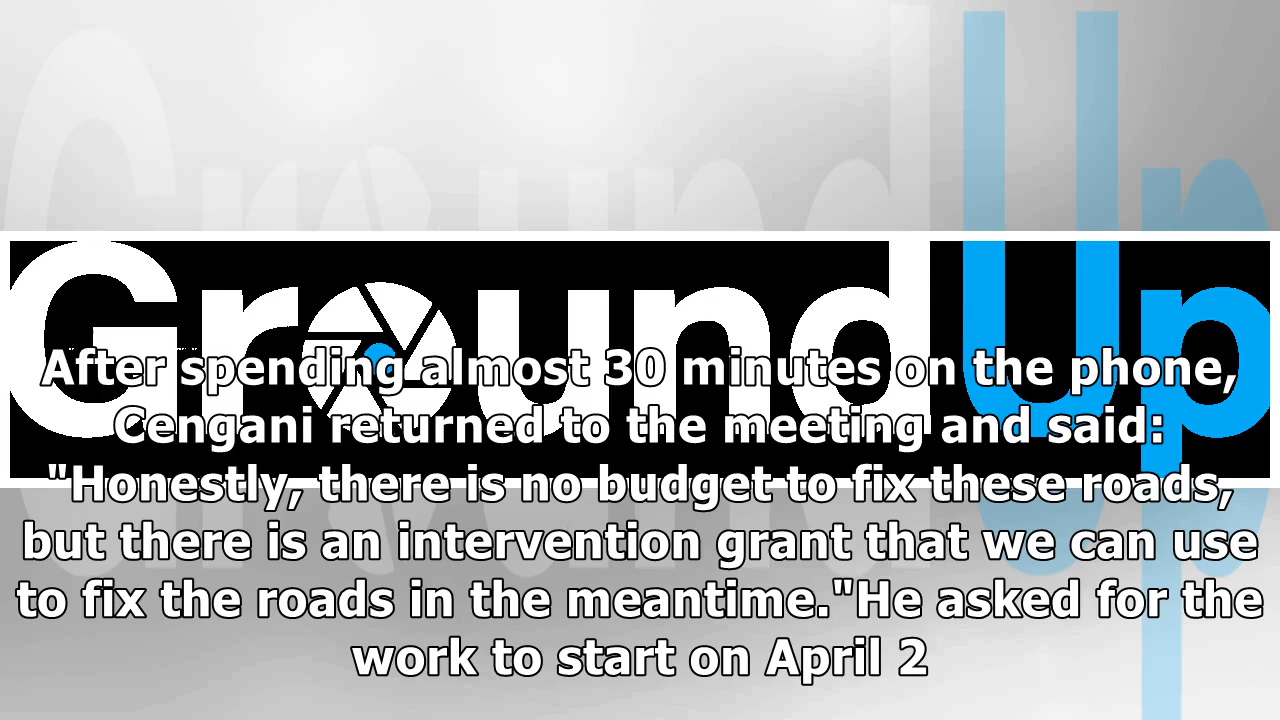 GroundUp
After spending almost 30 minutes on the phone,
Cengani returned to the meeting and said:
"Honestly, there is no budget to fix these roads,
but there is an intervention grant that we can use
to fix the roads in the meantime."He asked for the
work to start on April 2